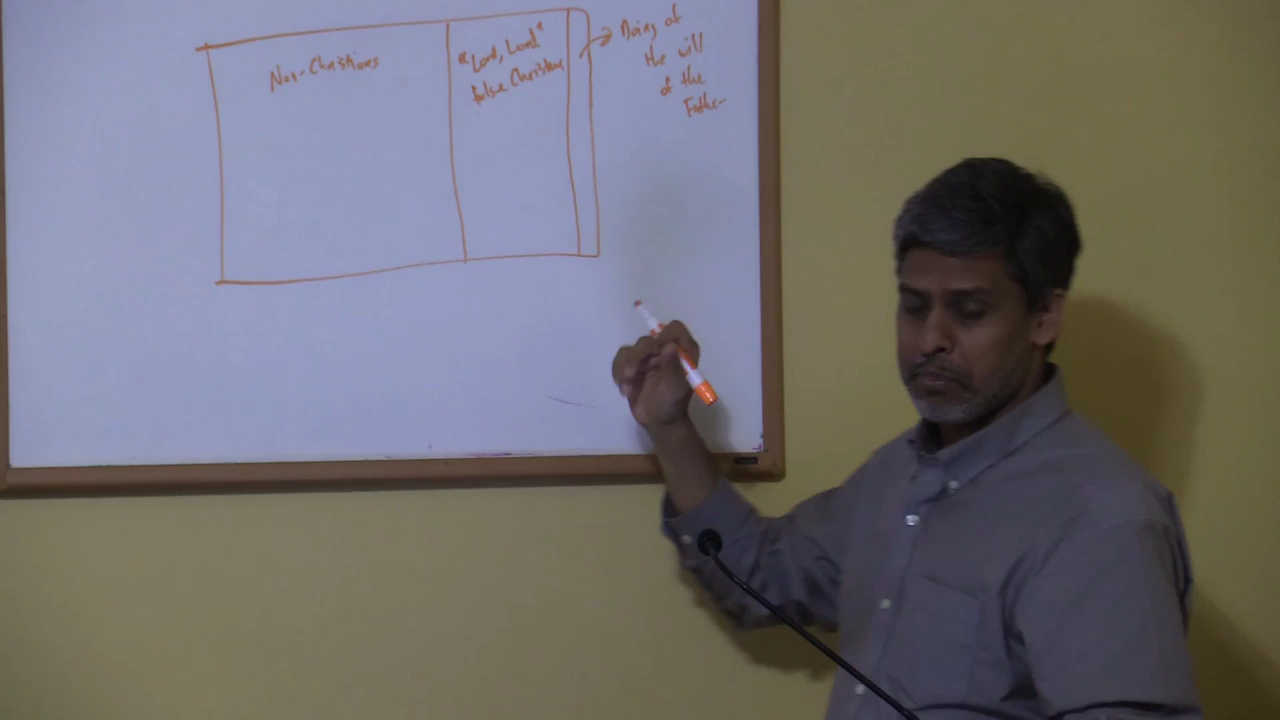 Non-Christians
"Lord, Lord"
false Christians
Doing of
the will
of the
Father